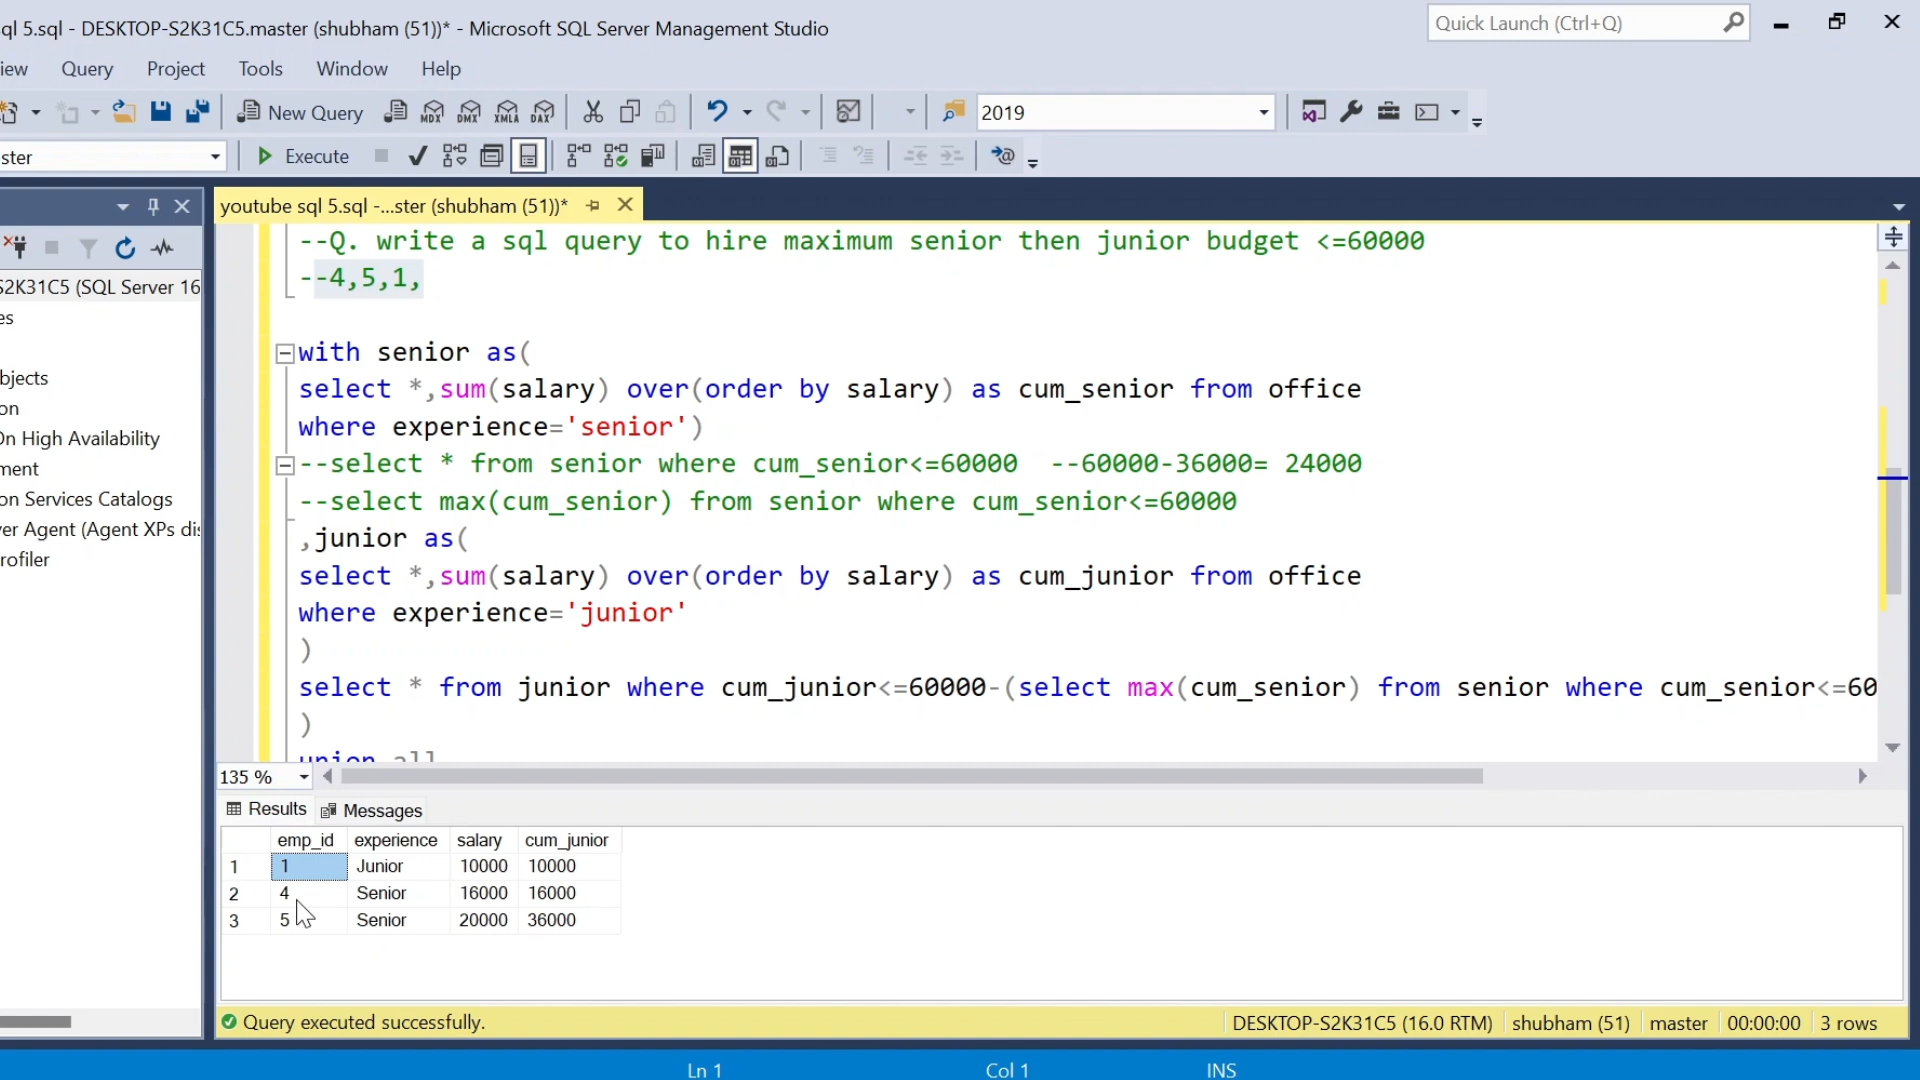 ql 5.sql - DESKTOP-S2K31C5.master (shubham (51))* - Microsoft SQL Server Management Studio
Quick Launch (Ctrl+Q)
iew Query Project Tools Window Help
New Query MDX DMX XMLA DAX 2019
ster Execute
youtube sql 5.sql -...ster (shubham (51))*
S2K31C5 (SQL Server 16
es
bjects
on
On High Availability
ment
on Services Catalogs
ver Agent (Agent XPs dis
rofiler
--Q. write a sql query to hire maximum senior then junior budget <=60000
--4,5,1,
with senior as(
select *,sum(salary) over(order by salary) as cum_senior from office
where experience='senior')
--select * from senior where cum_senior<=60000  --60000-36000= 24000
--select max(cum_senior) from senior where cum_senior<=60000
,junior as(
select *,sum(salary) over(order by salary) as cum_junior from office
where experience='junior'
)
select * from junior where cum_junior<=60000-(select max(cum_senior) from senior where cum_senior<=60
)
union all
135 %
Results Messages
emp_id experience salary cum_junior
1 1 Junior 10000 10000
2 4 Senior 16000 16000
3 5 Senior 20000 36000
Query executed successfully.
DESKTOP-S2K31C5 (16.0 RTM) shubham (51) master 00:00:00 3 rows
Ln 1 Col 1 INS